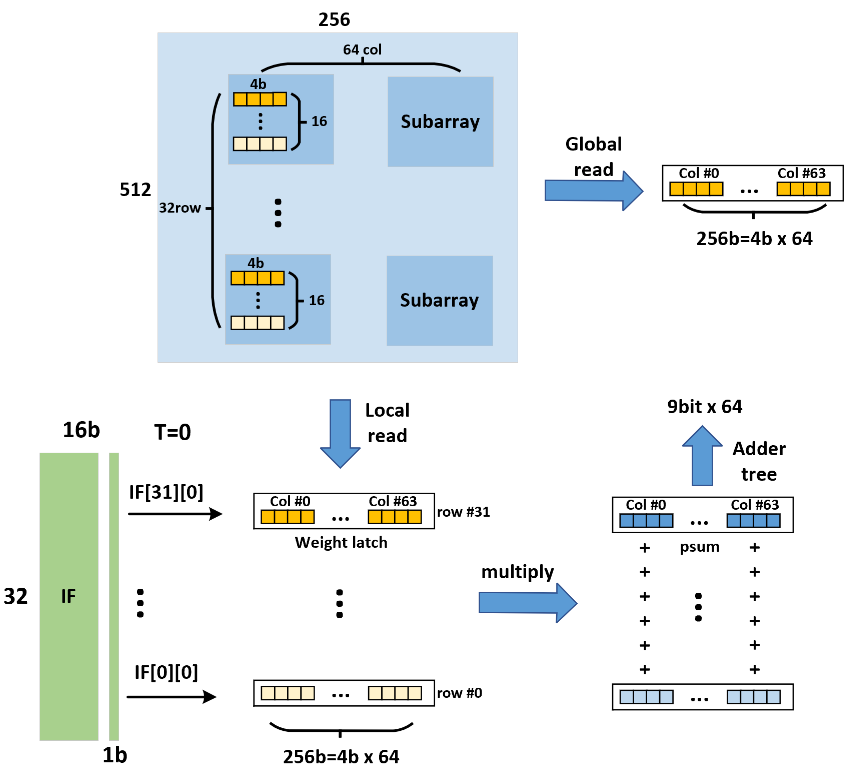 256
64 col
4b
16
Subarray
512
32row
4b
16
Subarray
Global
read
Col #0 ... Col #63
256b=4b x 64
Local
read
9bit x 64
Adder
tree
16b
T=0
IF[31][0]
Col #0 ... Col #63
row #31
Weight latch
Col #0 ... Col #63
psum
+ +
+ +
+ +
+ +
+ +
+ +
...
multiply
32
IF
IF[0][0]
...
row #0
256b=4b x 64
1b